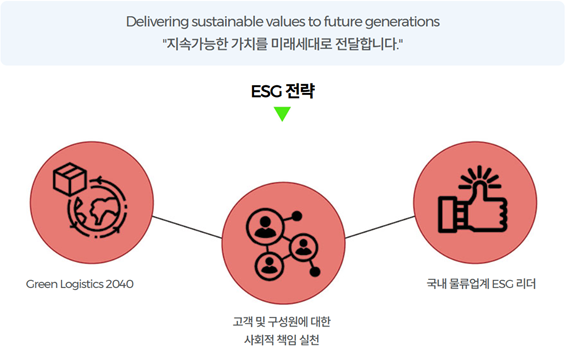 Delivering sustainable values to future generations
"지속가능한 가치를 미래세대로 전달합니다."
ESG 전략
Green Logistics 2040
고객 및 구성원에 대한
사회적 책임 실천
국내 물류업계 ESG 리더